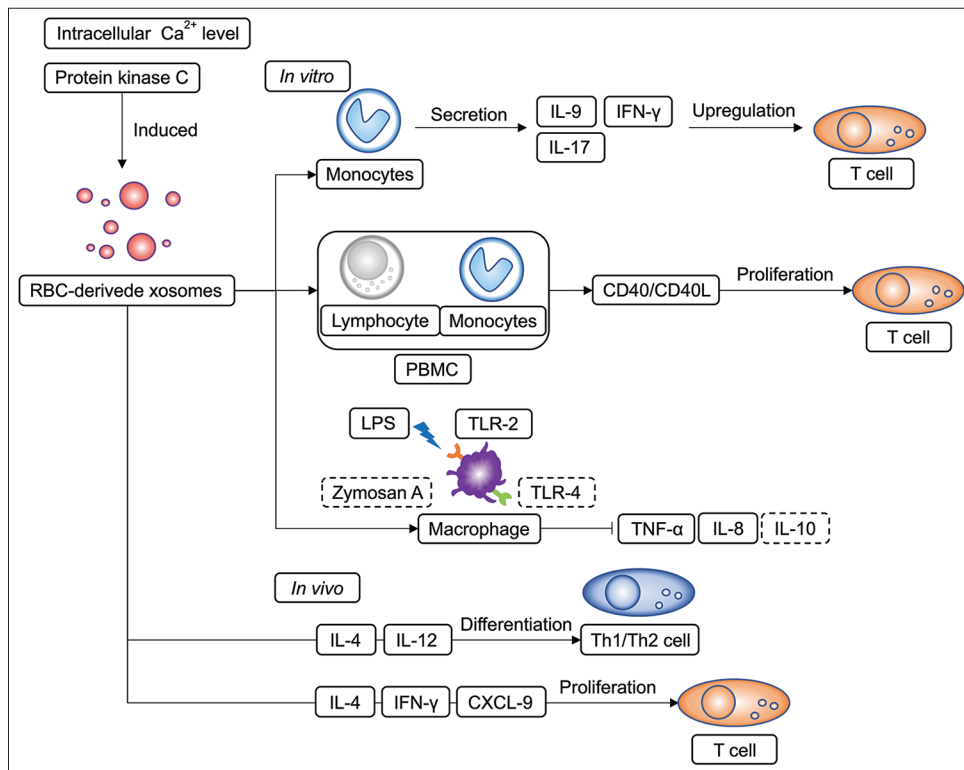 Intracellular Ca2+ level
Protein kinase C
Induced
RBC-derivede xosomes
In vitro
Monocytes
Secretion
IL-9
IFN-γ
IL-17
Upregulation
T cell
Lymphocyte
Monocytes
PBMC
CD40/CD40L
Proliferation
T cell
LPS
TLR-2
Zymosan A
TLR-4
Macrophage
TNF-α
IL-8
IL-10
In vivo
IL-4
IL-12
Differentiation
Th1/Th2 cell
IL-4
IFN-γ
CXCL-9
Proliferation
T cell